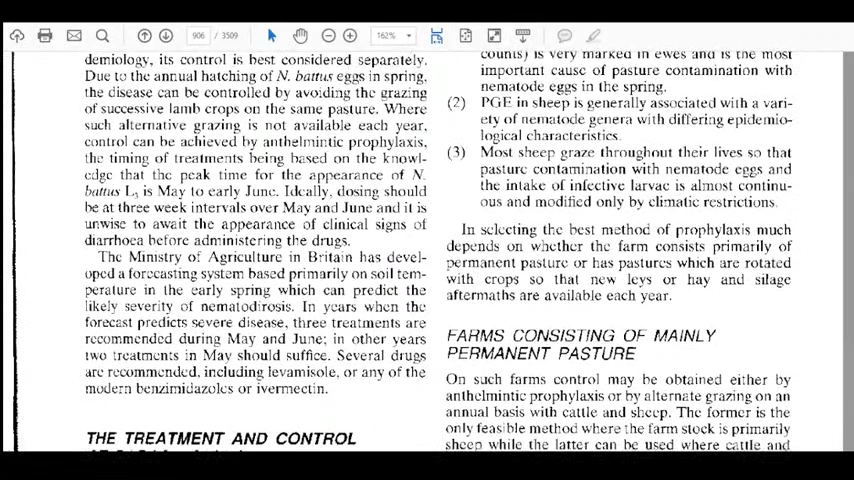 906 / 3509
162%
demiology, its control is best considered separately.
Due to the annual hatching of N. battus eggs in spring,
the disease can be controlled by avoiding the grazing
of successive lamb crops on the same pasture. Where
such alternative grazing is not available each year,
control can be achieved by anthelmintic prophylaxis,
the timing of treatments being based on the knowl-
edge that the peak time for the appearance of N.
battus L₃ is May to early June. Ideally, dosing should
be at three week intervals over May and June and it is
unwise to await the appearance of clinical signs of
diarrhoea before administering the drugs.
The Ministry of Agriculture in Britain has devel-
oped a forecasting system based primarily on soil tem-
perature in the early spring which can predict the
likely severity of nematodirosis. In years when the
forecast predicts severe disease, three treatments are
recommended during May and June; in other years
two treatments in May should suffice. Several drugs
are recommended, including levamisole, or any of the
modern benzimidazoles or ivermectin.
THE TREATMENT AND CONTROL
counts) is very marked in ewes and is the most
important cause of pasture contamination with
nematode eggs in the spring.
(2) PGE in sheep is generally associated with a vari-
ety of nematode genera with differing epidemio-
logical characteristics.
(3) Most sheep graze throughout their lives so that
pasture contamination with nematode eggs and
the intake of infective larvae is almost continu-
ous and modified only by climatic restrictions.
In selecting the best method of prophylaxis much
depends on whether the farm consists primarily of
permanent pasture or has pastures which are rotated
with crops so that new leys or hay and silage
aftermaths are available each year.
FARMS CONSISTING OF MAINLY
PERMANENT PASTURE
On such farms control may be obtained either by
anthelmintic prophylaxis or by alternate grazing on an
annual basis with cattle and sheep. The former is the
only feasible method where the farm stock is primarily
sheep while the latter can be used where cattle and